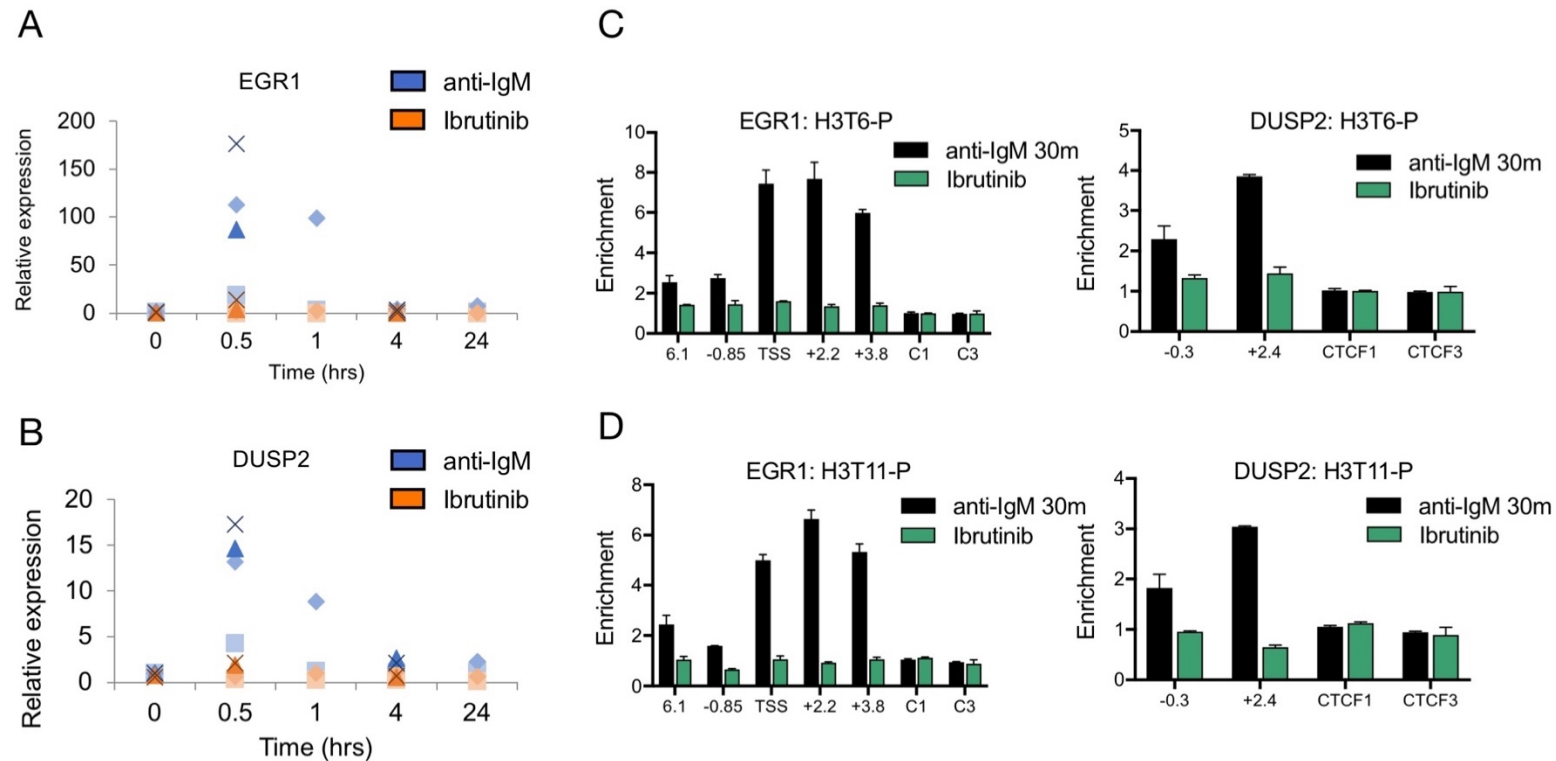 A
EGR1
anti-IgM
Ibrutinib
Relative expression
200
150
100
50
0
0 0.5 1 4 24
Time (hrs)
B
DUSP2
anti-IgM
Ibrutinib
Relative expression
20
15
10
5
0
0 0.5 1 4 24
Time (hrs)
C
EGR1: H3T6-P
anti-IgM 30m
Ibrutinib
Enrichment
10
8
6
4
2
0
6.1 -0.85 TSS +2.2 +3.8 C1 C3
DUSP2: H3T6-P
anti-IgM 30m
Ibrutinib
Enrichment
5
4
3
2
1
0
-0.3 +2.4 CTCF1 CTCF3
D
EGR1: H3T11-P
anti-IgM 30m
Ibrutinib
Enrichment
8
6
4
2
0
6.1 -0.85 TSS +2.2 +3.8 C1 C3
DUSP2: H3T11-P
anti-IgM 30m
Ibrutinib
Enrichment
4
3
2
1
0
-0.3 +2.4 CTCF1 CTCF3